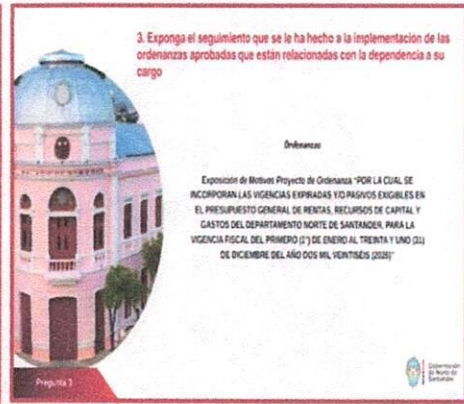 3. Exponga el seguimiento que se le ha hecho a la implementación de las
ordenanzas aprobadas que están relacionadas con la dependencia a su
cargo
Ordenanzas
Exposición de Motivos Proyecto de Ordenanza "POR LA CUAL SE
INCORPORAN LAS VIGENCIAS EXPIRADAS Y/O PASIVOS EXIGIBLES EN
EL PRESUPUESTO GENERAL DE RENTAS, RECURSOS DE CAPITAL Y
GASTOS DEL DEPARTAMENTO NORTE DE SANTANDER, PARA LA
VIGENCIA FISCAL DEL PRIMERO (1°) DE ENERO AL TREINTA Y UNO (31)
DE DICIEMBRE DEL AÑO DOS MIL VEINTISÉIS (2026)"
Pregunta 3
Gobernación
de Norte de
Santander